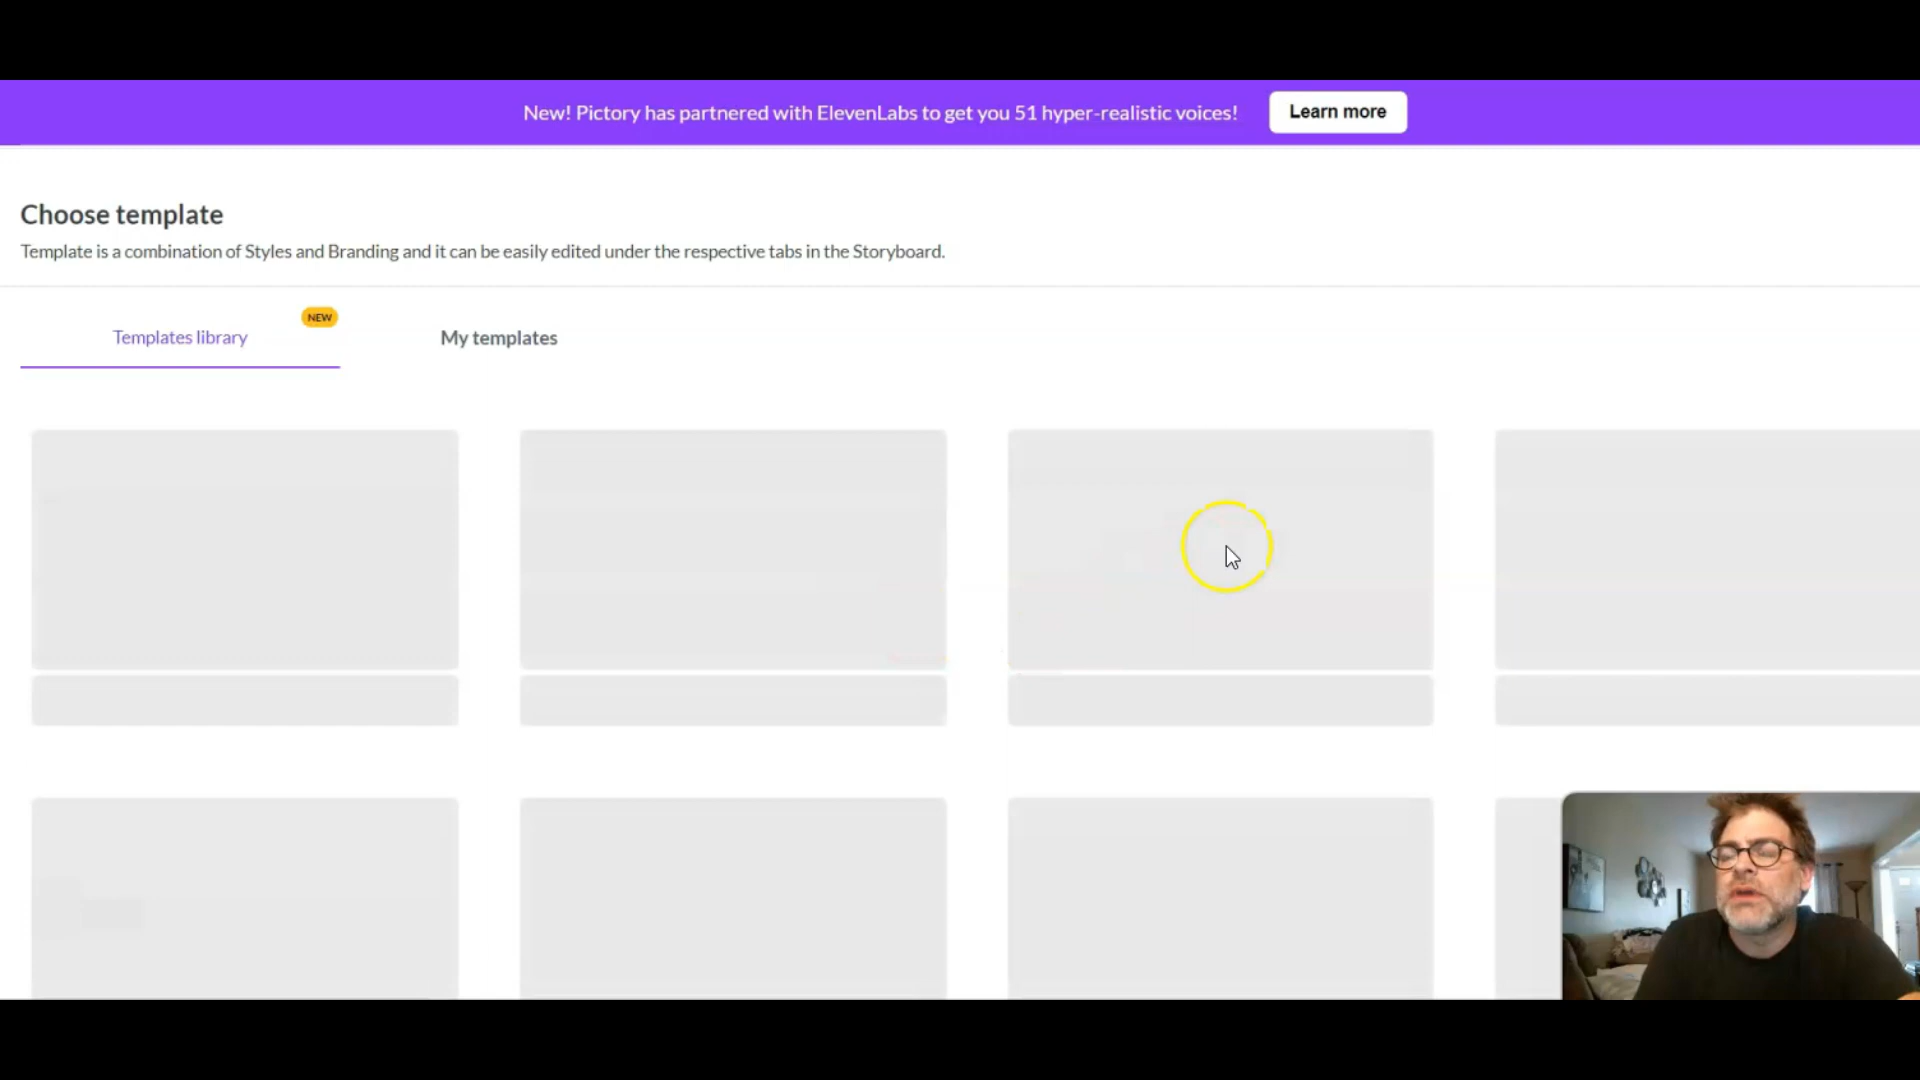 New! Pictory has partnered with ElevenLabs to get you 51 hyper-realistic voices!
Learn more
Choose template
Template is a combination of Styles and Branding and it can be easily edited under the respective tabs in the Storyboard.
NEW
Templates library
My templates